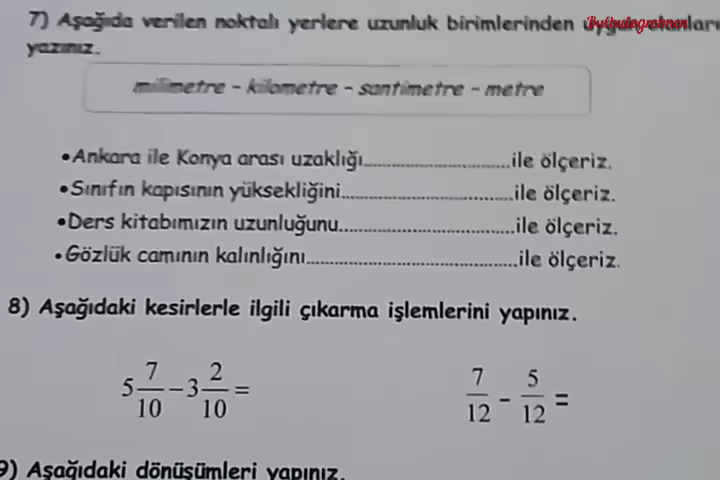 7) Aşağıda verilen noktalı yerlere uzunluk birimlerinden uygun olanları
yazınız.
milimetre - kilometre - santimetre - metre
•Ankara ile Konya arası uzaklığı..............................ile ölçeriz.
•Sınıfın kapısının yüksekliğini..................................ile ölçeriz.
•Ders kitabımızın uzunluğunu...................................ile ölçeriz.
•Gözlük camının kalınlığını..........................................ile ölçeriz.
8) Aşağıdaki kesirlerle ilgili çıkarma işlemlerini yapınız.
5 7/10 - 3 2/10 = 7/12 - 5/12 =
9) Aşağıdaki dönüşümleri yapınız.